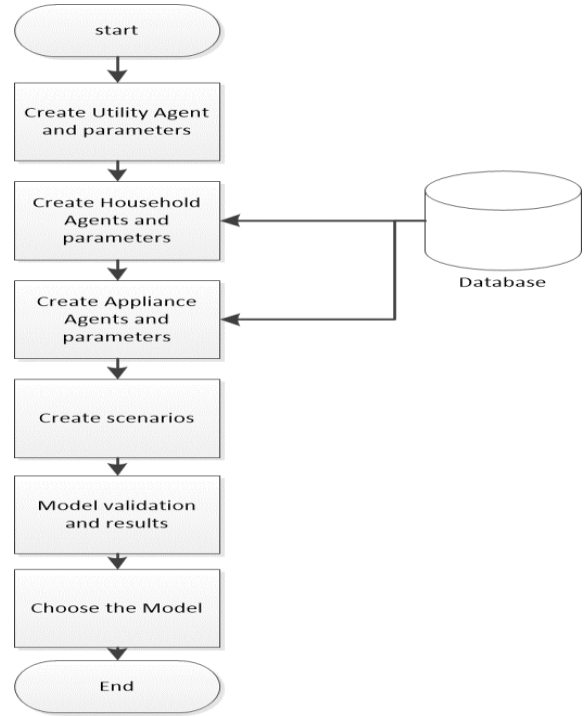 start
Create Utility Agent
and parameters
Create Household
Agents and
parameters
Database
Create Appliance
Agents and
parameters
Create scenarios
Model validation
and results
Choose the Model
End